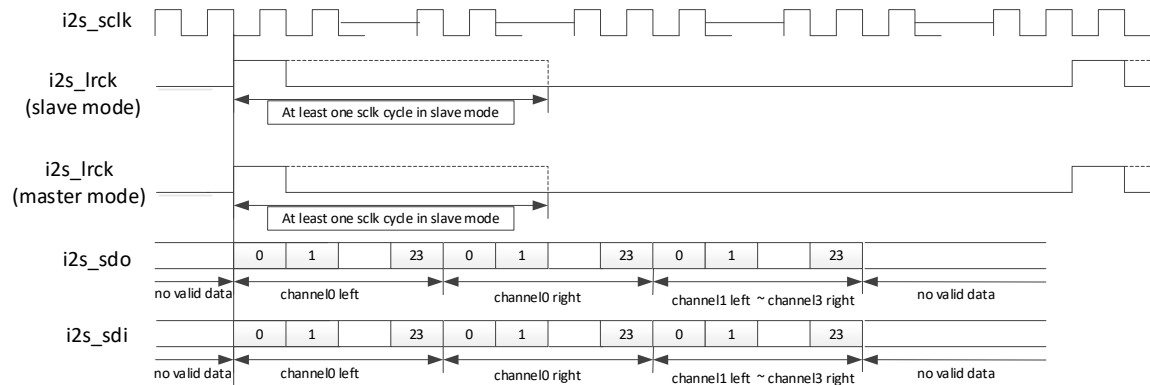 i2s_sclk
i2s_lrck
(slave mode)
At least one sclk cycle in slave mode
i2s_lrck
(master mode)
At least one sclk cycle in slave mode
i2s_sdo
0 1 23 0 1 23 0 1 23
no valid data channel0 left channel0 right channel1 left ~ channel3 right no valid data
i2s_sdi
0 1 23 0 1 23 0 1 23
no valid data channel0 left channel0 right channel1 left ~ channel3 right no valid data